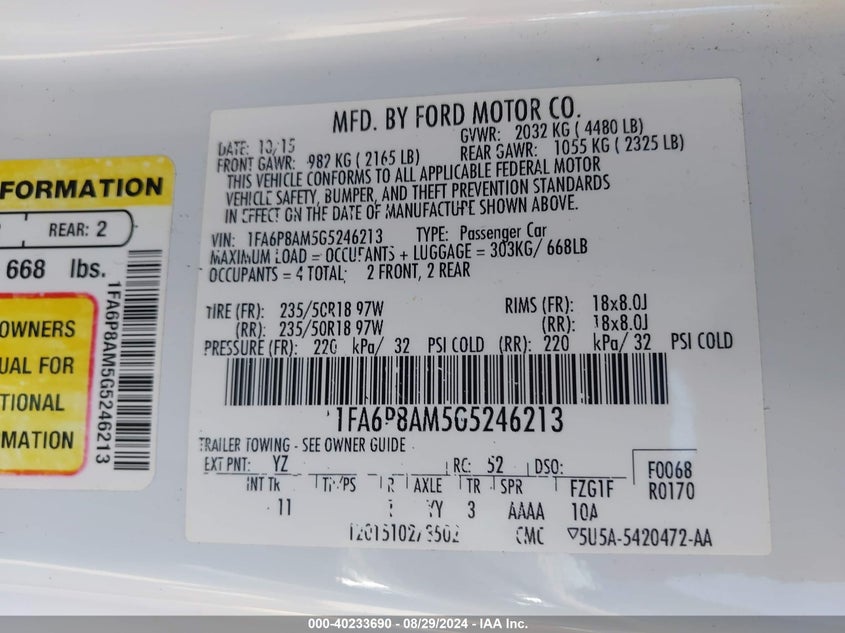 FORMATION
REAR: 2
668 lbs.
OWNERS
UAL FOR
TIONAL
RMATION
1FA6P8AM5G5246213
MFD. BY FORD MOTOR CO.
DATE: 10/15 GVWR: 2032 KG ( 4480 LB)
FRONT GAWR: 982 KG ( 2165 LB) REAR GAWR: 1055 KG ( 2325 LB)
THIS VEHICLE CONFORMS TO ALL APPLICABLE FEDERAL MOTOR
VEHICLE SAFETY, BUMPER, AND THEFT PREVENTION STANDARDS
IN EFFECT ON THE DATE OF MANUFACTURE SHOWN ABOVE.
VIN: 1FA6P8AM5G5246213 TYPE: Passenger Car
MAXIMUM LOAD = OCCUPANTS + LUGGAGE = 303KG/ 668LB
OCCUPANTS = 4 TOTAL; 2 FRONT, 2 REAR
TIRE (FR): 235/50R18 97W RIMS (FR): 18x8.0J
(RR): 235/50R18 97W (RR): 18x8.0J
PRESSURE (FR): 220 kPa/ 32 PSI COLD (RR): 220 kPa/ 32 PSI COLD
1FA6P8AM5G5246213
TRAILER TOWING - SEE OWNER GUIDE
EXT PNT: YZ RC: 52 DSO: F0068
INT TR TP/PS R AXLE TR SPR FZG1F R0170
11 YY 3 AAAA 10A
CMC ▽5U5A-5420472-AA
000-40233690 - 08/29/2024 - IAA Inc.